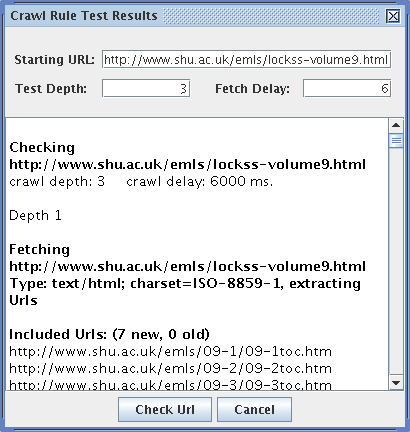 Crawl Rule Test Results
Starting URL: http://www.shu.ac.uk/emls/lockss-volume9.html
Test Depth: 3 Fetch Delay: 6
Checking
http://www.shu.ac.uk/emls/lockss-volume9.html
crawl depth: 3 crawl delay: 6000 ms.
Depth 1
Fetching
http://www.shu.ac.uk/emls/lockss-volume9.html
Type: text/html; charset=ISO-8859-1, extracting
Urls
Included Urls: (7 new, 0 old)
http://www.shu.ac.uk/emls/09-1/09-1toc.htm
http://www.shu.ac.uk/emls/09-2/09-2toc.htm
http://www.shu.ac.uk/emls/09-3/09-3toc.htm
Check Url Cancel